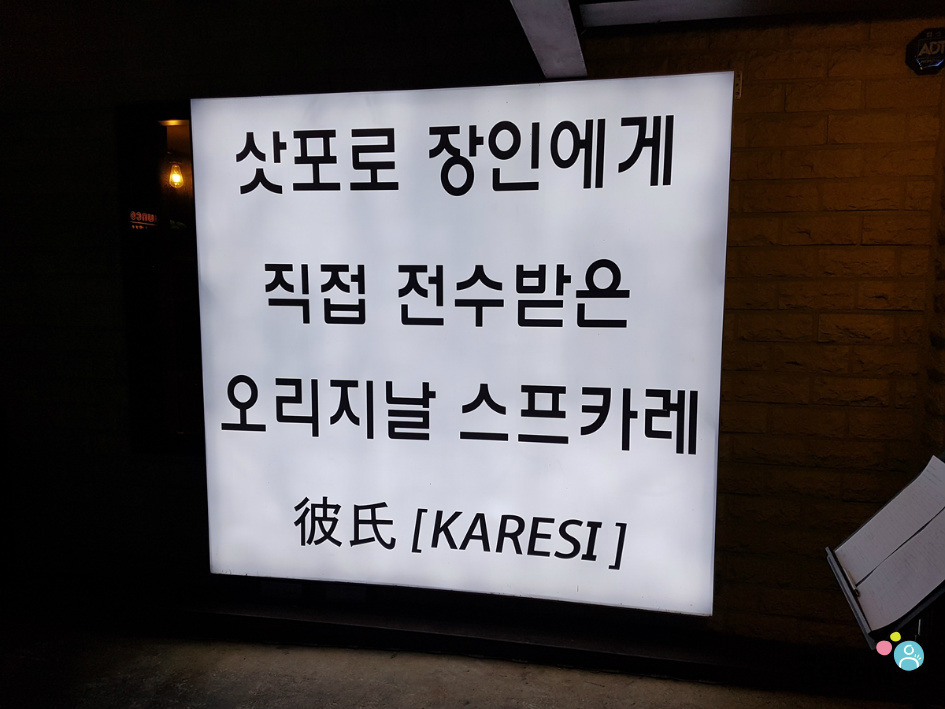 삿포로 장인에게
직접 전수받은
오리지날 스프카레
彼氏 [KARESI]
ADT